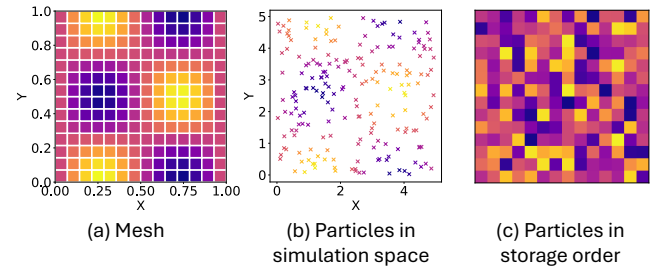 1.0
0.8
0.6
0.4
0.2
0.0
Y
0.00 0.25 0.50 0.75 1.00
X
5
4
3
2
1
0
Y
0 2 4
X
(a) Mesh
(b) Particles in
simulation space
(c) Particles in
storage order